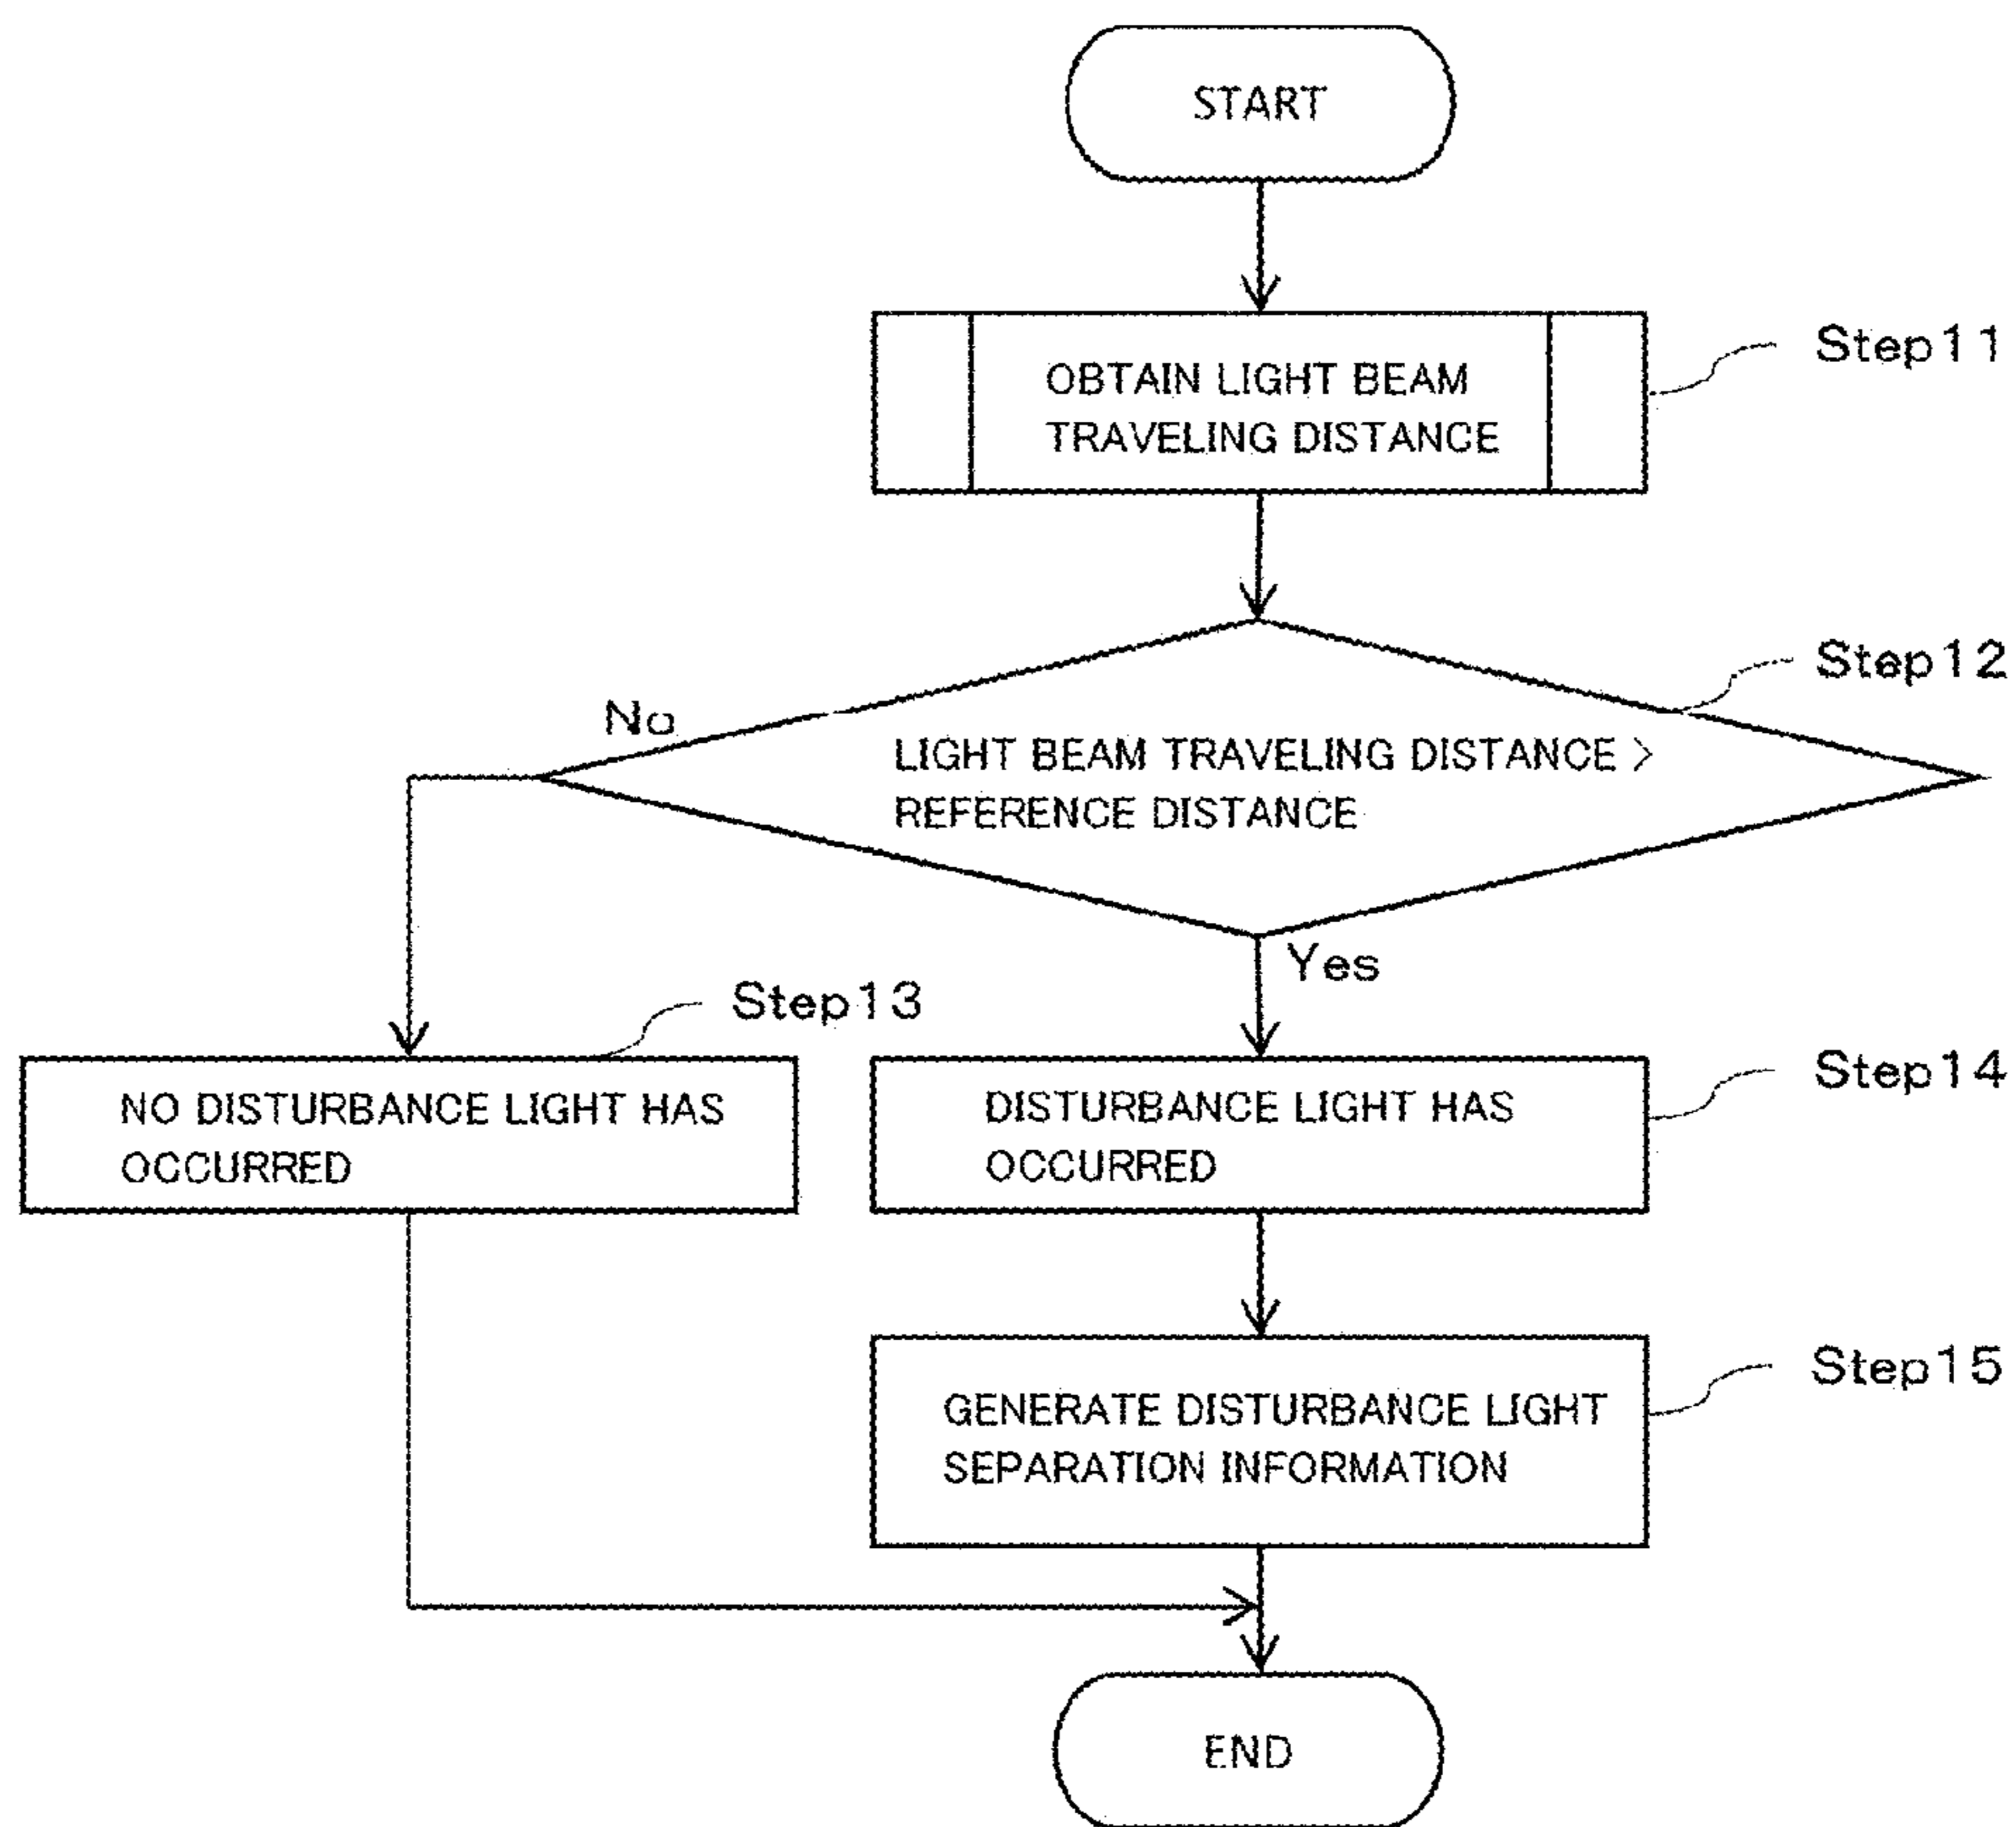 START
Step11
OBTAIN LIGHT BEAM
TRAVELING DISTANCE
Step12
No
LIGHT BEAM TRAVELING DISTANCE >
REFERENCE DISTANCE
Yes
Step13
NO DISTURBANCE LIGHT HAS
OCCURRED
Step14
DISTURBANCE LIGHT HAS
OCCURRED
Step15
GENERATE DISTURBANCE LIGHT
SEPARATION INFORMATION
END